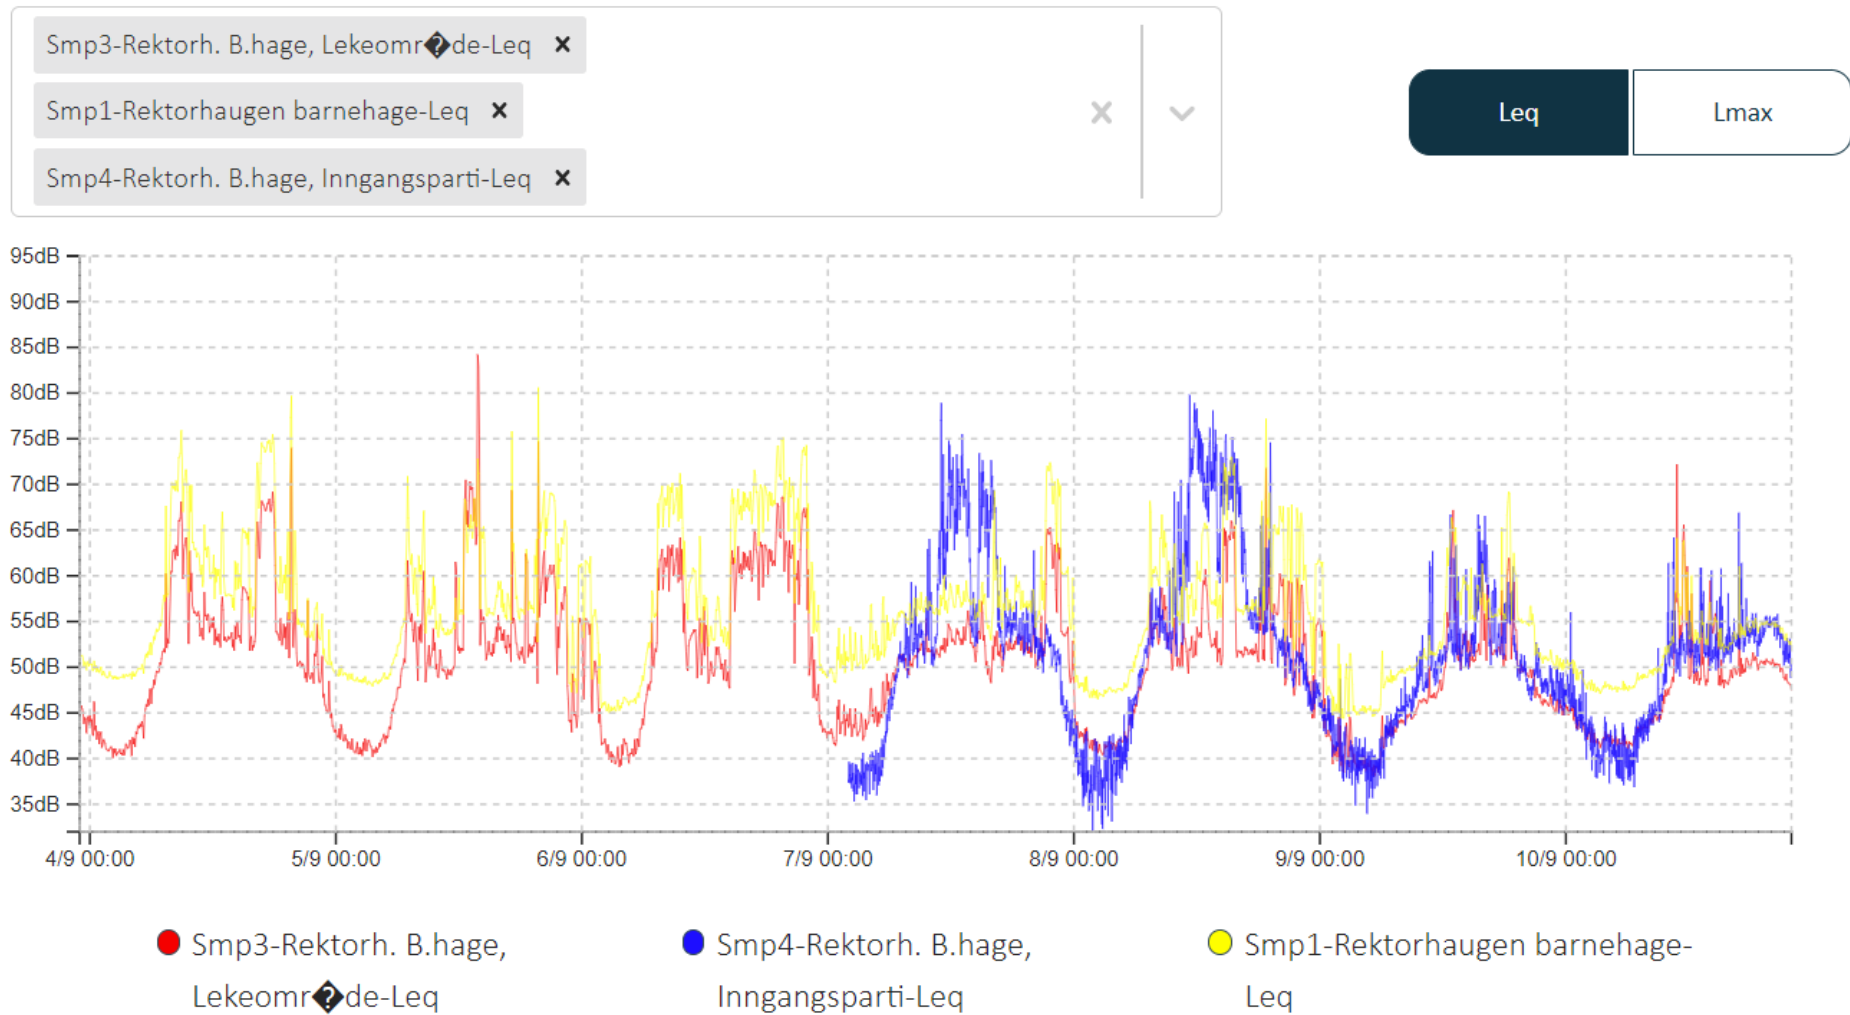 Smp3-Rektorh. B.hage, Lekeomr�de-Leq ×
Smp1-Rektorhaugen barnehage-Leq ×
Smp4-Rektorh. B.hage, Inngangsparti-Leq ×
Leq
Lmax
95dB
90dB
85dB
80dB
75dB
70dB
65dB
60dB
55dB
50dB
45dB
40dB
35dB
4/9 00:00
5/9 00:00
6/9 00:00
7/9 00:00
8/9 00:00
9/9 00:00
10/9 00:00
Smp3-Rektorh. B.hage,
Lekeomr�de-Leq
Smp4-Rektorh. B.hage,
Inngangsparti-Leq
Smp1-Rektorhaugen barnehage-
Leq